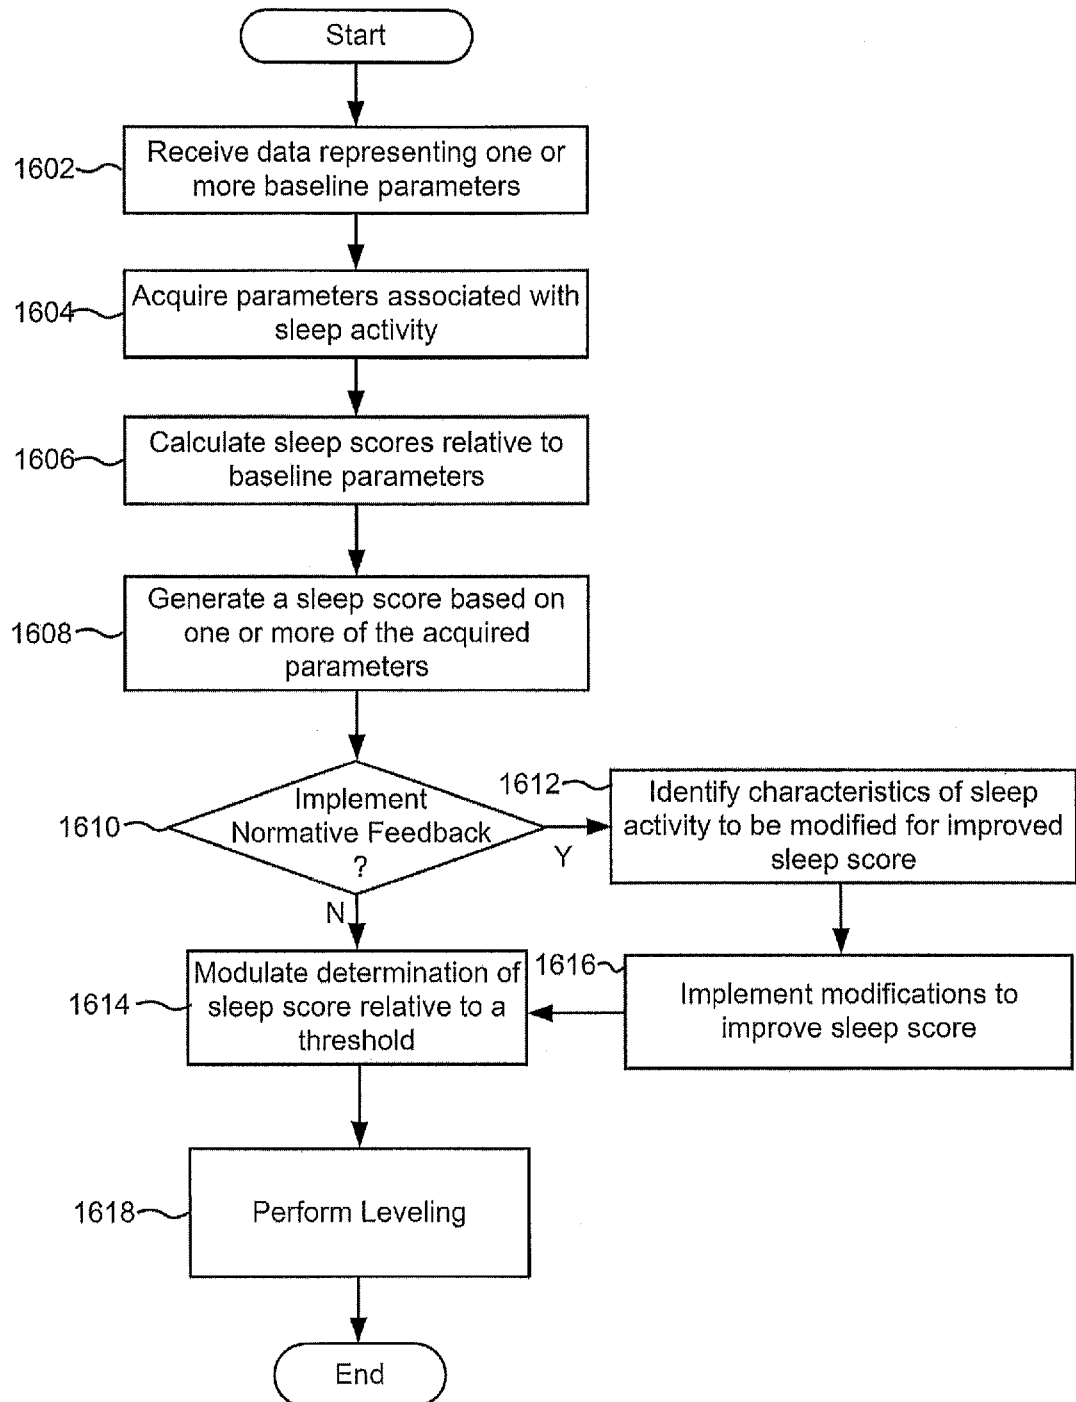 Start
1602
Receive data representing one or
more baseline parameters
1604
Acquire parameters associated with
sleep activity
1606
Calculate sleep scores relative to
baseline parameters
1608
Generate a sleep score based on
one or more of the acquired
parameters
1610
Implement
Normative Feedback
?
Y
N
1612
Identify characteristics of sleep
activity to be modified for improved
sleep score
1616
Implement modifications to
improve sleep score
1614
Modulate determination of
sleep score relative to a
threshold
1618
Perform Leveling
End